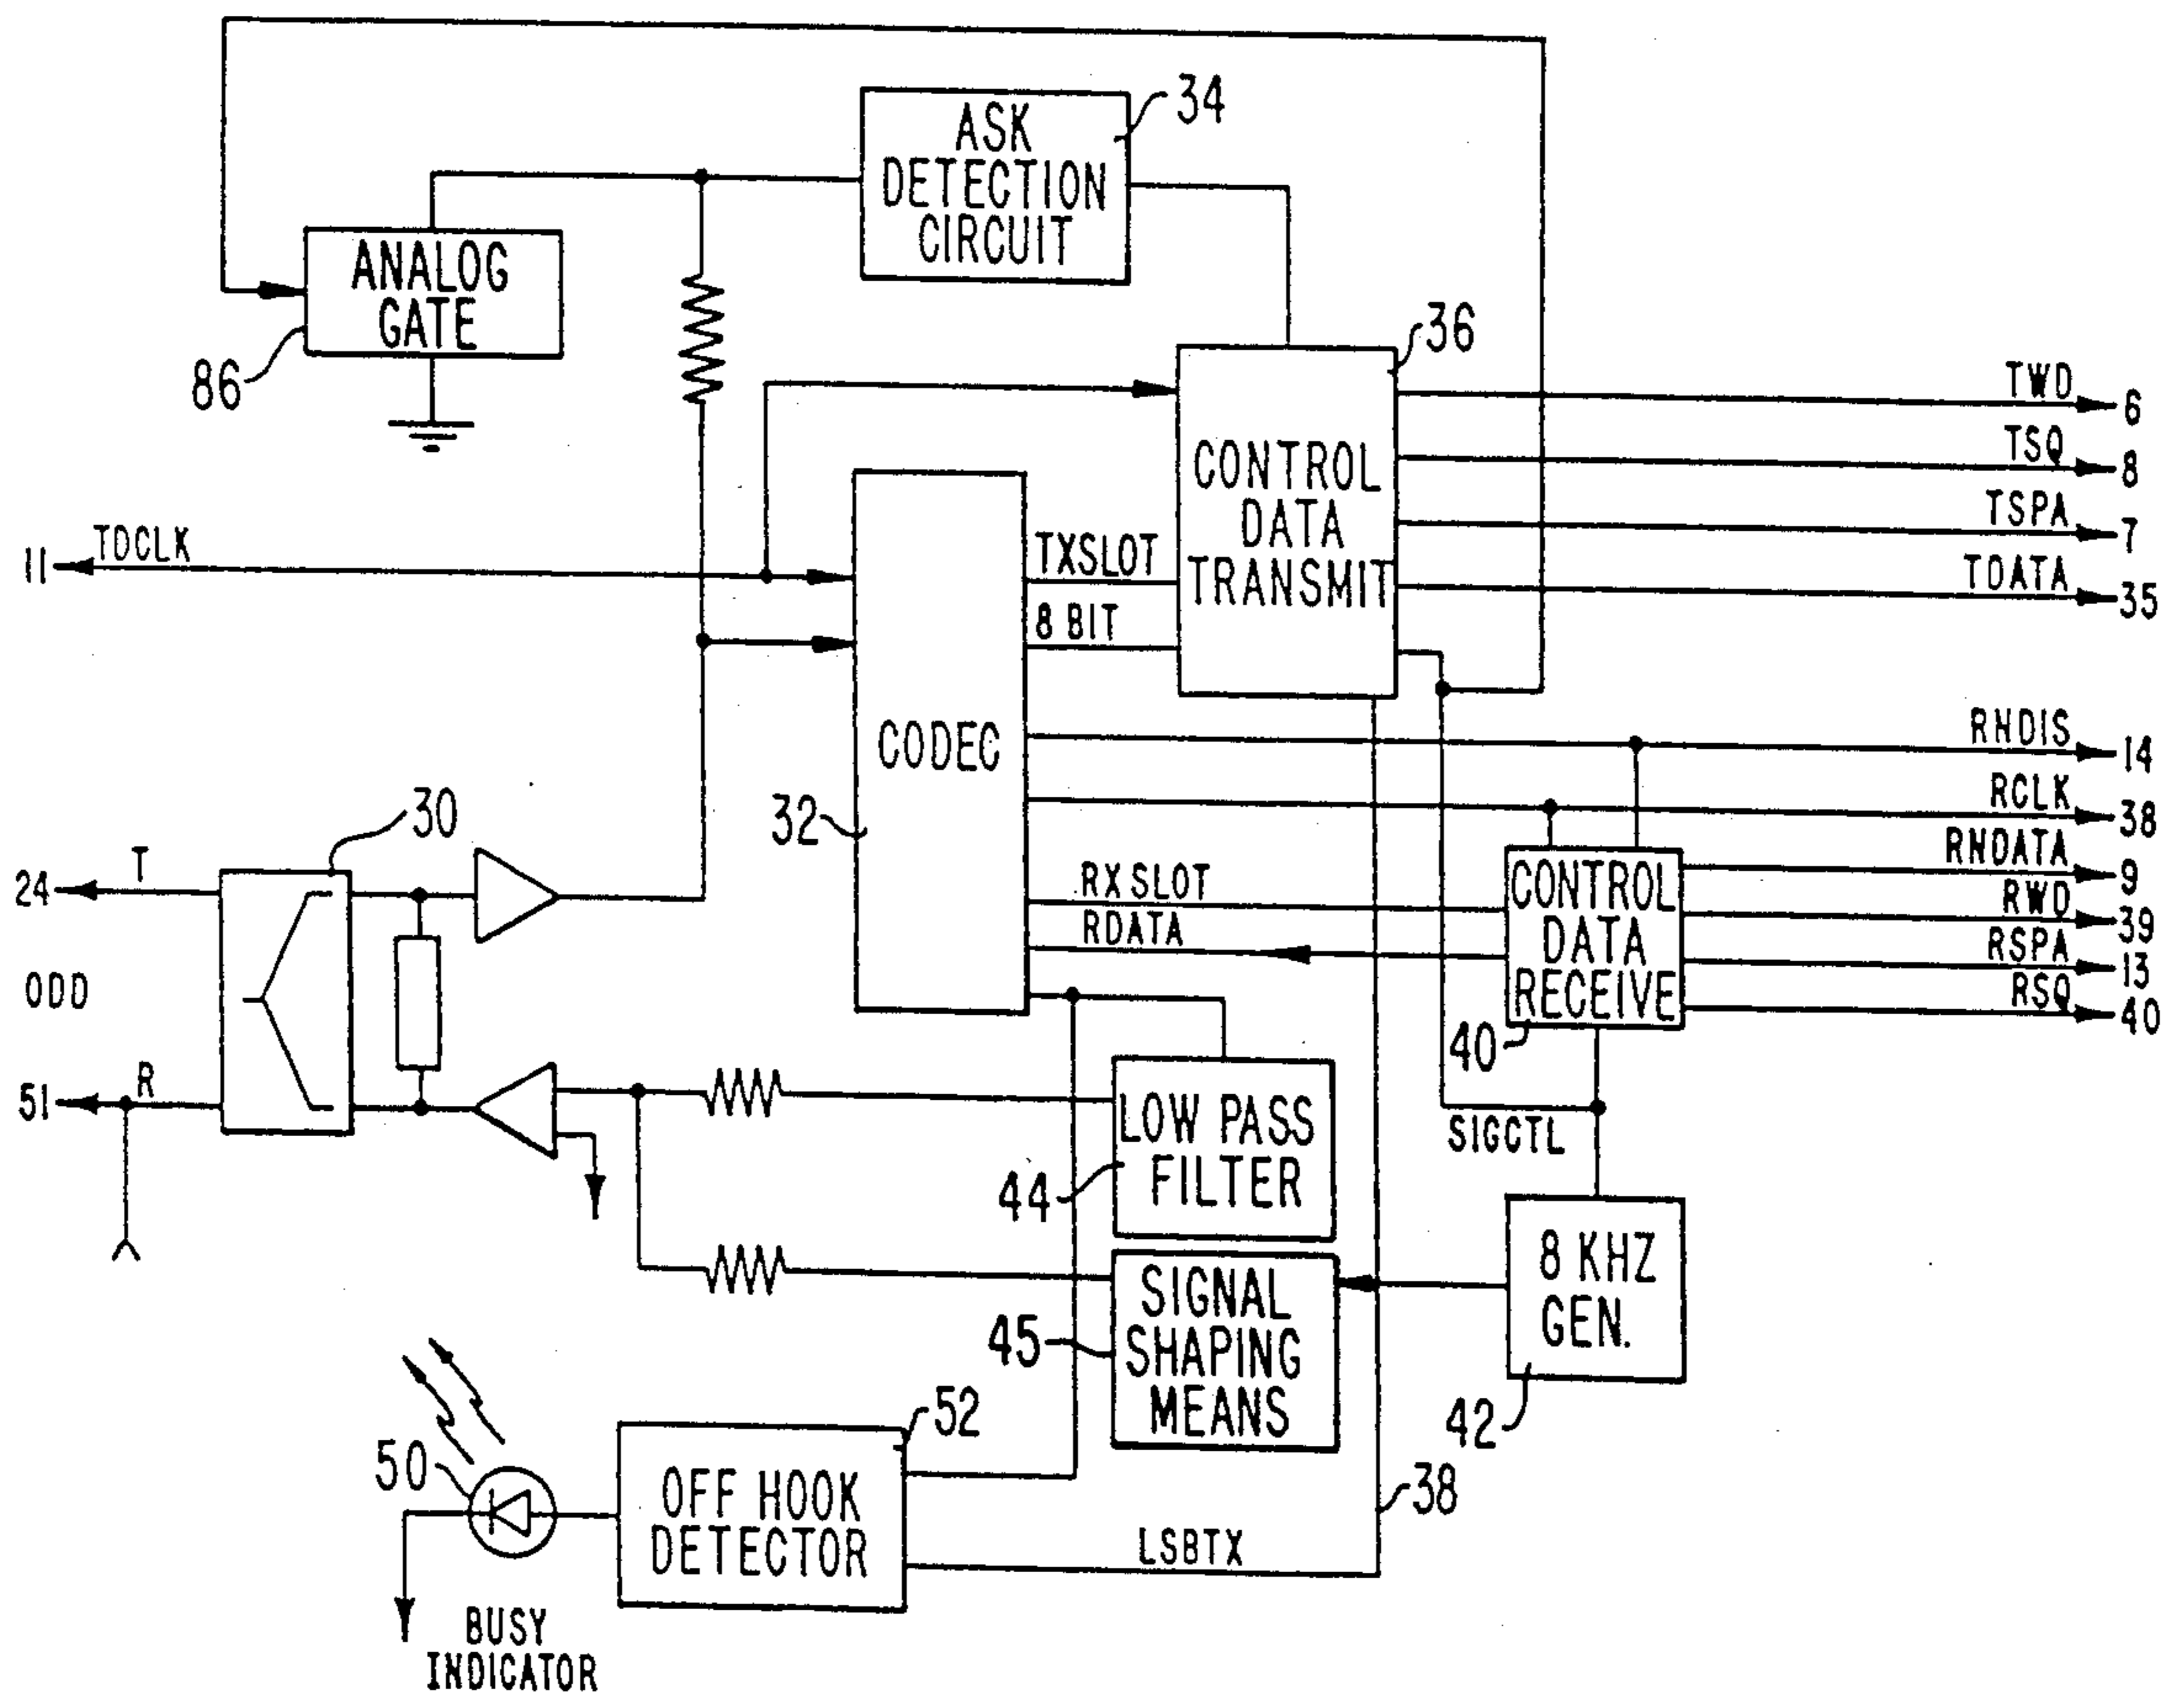 ASK
DETECTION
CIRCUIT
34
ANALOG
GATE
86
36
CONTROL
DATA
TRANSMIT
TWD
6
TSQ
8
TSPA
7
TDATA
35
11
TDCLK
TXSLOT
8 BIT
CODEC
32
RHDIS
14
RCLK
38
RNDATA
9
RWD
39
RSPA
13
RSQ
40
30
24
T
ODD
51
R
RXSLOT
RDATA
CONTROL
DATA
RECEIVE
40
LOW PASS
FILTER
44
SIGCTL
SIGNAL
SHAPING
MEANS
45
8 KHZ
GEN.
42
52
50
OFF HOOK
DETECTOR
38
LSBTX
BUSY
INDICATOR